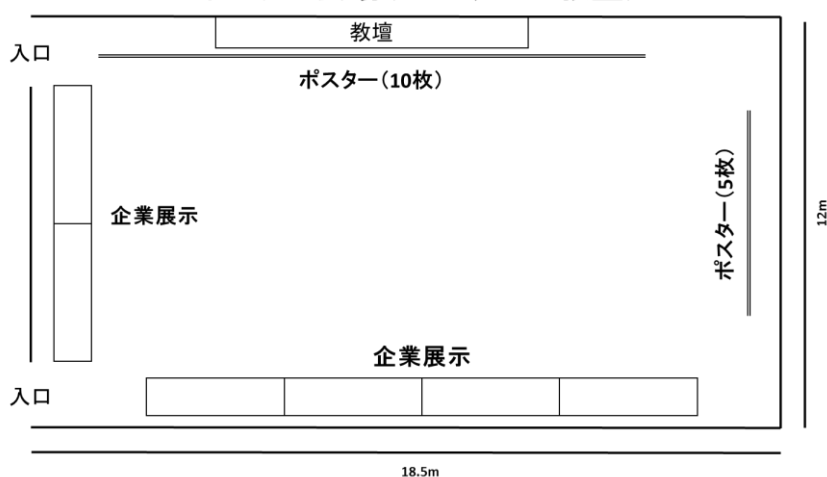 教壇
入口
ポスター（10枚）
ポスター（5枚）
企業展示
12m
企業展示
入口
18.5m